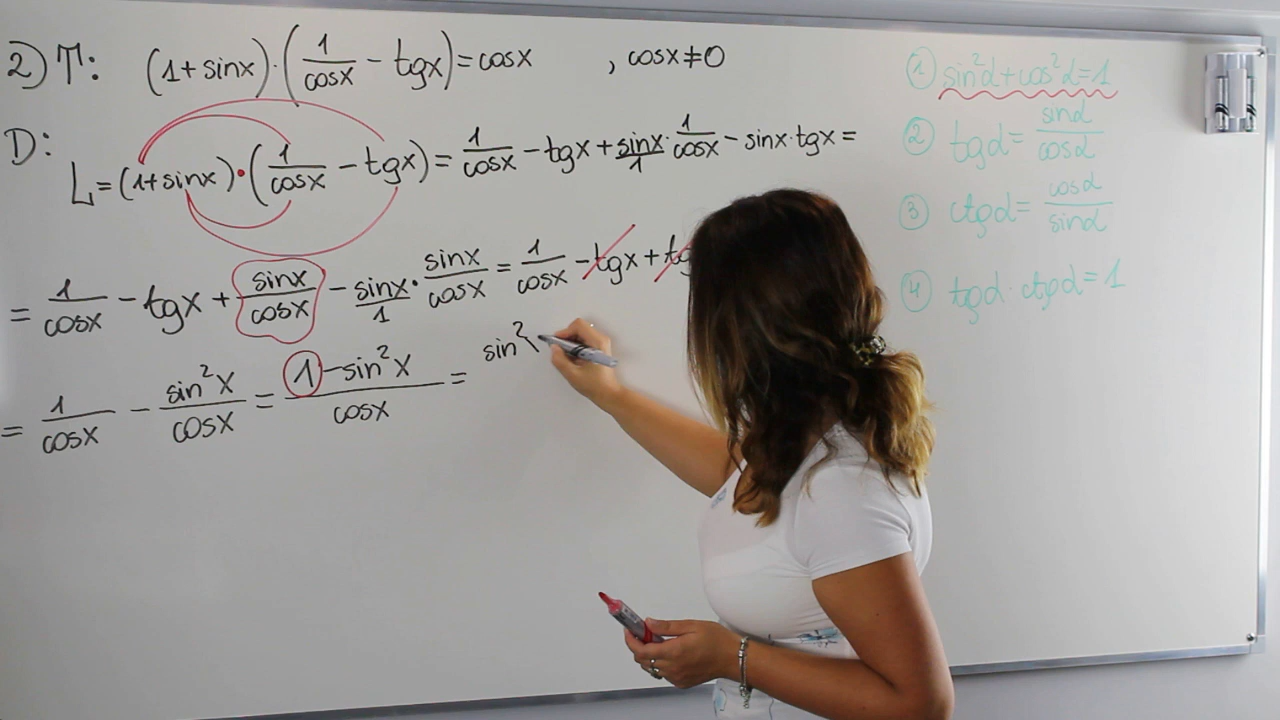 2) T: (1+sinx)·(1/cosx − tgx)=cosx , cosx≠0
D:
L=(1+sinx)•(1/cosx − tgx)= 1/cosx − tgx + sinx/1 · 1/cosx − sinx·tgx =
= 1/cosx − tgx + sinx/cosx − sinx/1 · sinx/cosx = 1/cosx − tgx + tg
= 1/cosx − sin²x/cosx = 1−sin²x/cosx = sin²
① sin²α+cos²α=1
② tgα= sinα/cosα
③ ctgα= cosα/sinα
④ tgα·ctgα=1